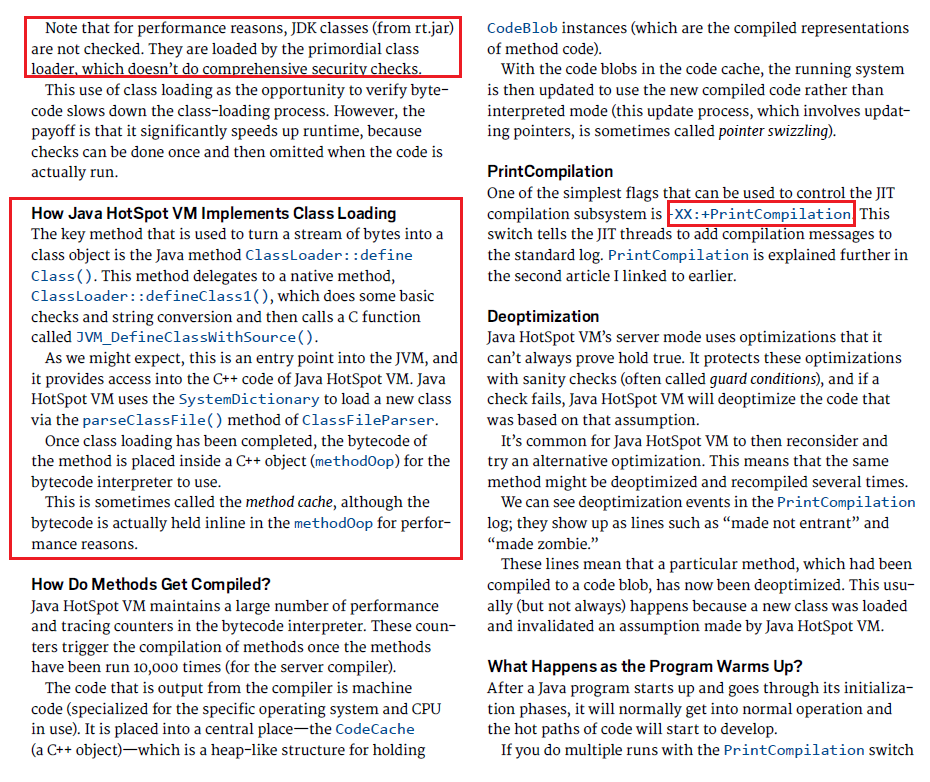 Note that for performance reasons, JDK classes (from rt.jar)
are not checked. They are loaded by the primordial class
loader, which doesn’t do comprehensive security checks.
This use of class loading as the opportunity to verify byte-
code slows down the class-loading process. However, the
payoff is that it significantly speeds up runtime, because
checks can be done once and then omitted when the code is
actually run.
How Java HotSpot VM Implements Class Loading
The key method that is used to turn a stream of bytes into a
class object is the Java method ClassLoader::define
Class(). This method delegates to a native method,
ClassLoader::defineClass1(), which does some basic
checks and string conversion and then calls a C function
called JVM_DefineClassWithSource().
As we might expect, this is an entry point into the JVM, and
it provides access into the C++ code of Java HotSpot VM. Java
HotSpot VM uses the SystemDictionary to load a new class
via the parseClassFile() method of ClassFileParser.
Once class loading has been completed, the bytecode of
the method is placed inside a C++ object (methodOop) for the
bytecode interpreter to use.
This is sometimes called the method cache, although the
bytecode is actually held inline in the methodOop for perfor-
mance reasons.
How Do Methods Get Compiled?
Java HotSpot VM maintains a large number of performance
and tracing counters in the bytecode interpreter. These coun-
ters trigger the compilation of methods once the methods
have been run 10,000 times (for the server compiler).
The code that is output from the compiler is machine
code (specialized for the specific operating system and CPU
in use). It is placed into a central place—the CodeCache
(a C++ object)—which is a heap-like structure for holding
CodeBlob instances (which are the compiled representations
of method code).
With the code blobs in the code cache, the running system
is then updated to use the new compiled code rather than
interpreted mode (this update process, which involves updat-
ing pointers, is sometimes called pointer swizzling).
PrintCompilation
One of the simplest flags that can be used to control the JIT
compilation subsystem is -XX:+PrintCompilation. This
switch tells the JIT threads to add compilation messages to
the standard log. PrintCompilation is explained further in
the second article I linked to earlier.
Deoptimization
Java HotSpot VM’s server mode uses optimizations that it
can’t always prove hold true. It protects these optimizations
with sanity checks (often called guard conditions), and if a
check fails, Java HotSpot VM will deoptimize the code that
was based on that assumption.
It’s common for Java HotSpot VM to then reconsider and
try an alternative optimization. This means that the same
method might be deoptimized and recompiled several times.
We can see deoptimization events in the PrintCompilation
log; they show up as lines such as “made not entrant” and
“made zombie.”
These lines mean that a particular method, which had been
compiled to a code blob, has now been deoptimized. This usu-
ally (but not always) happens because a new class was loaded
and invalidated an assumption made by Java HotSpot VM.
What Happens as the Program Warms Up?
After a Java program starts up and goes through its initializa-
tion phases, it will normally get into normal operation and
the hot paths of code will start to develop.
If you do multiple runs with the PrintCompilation switch